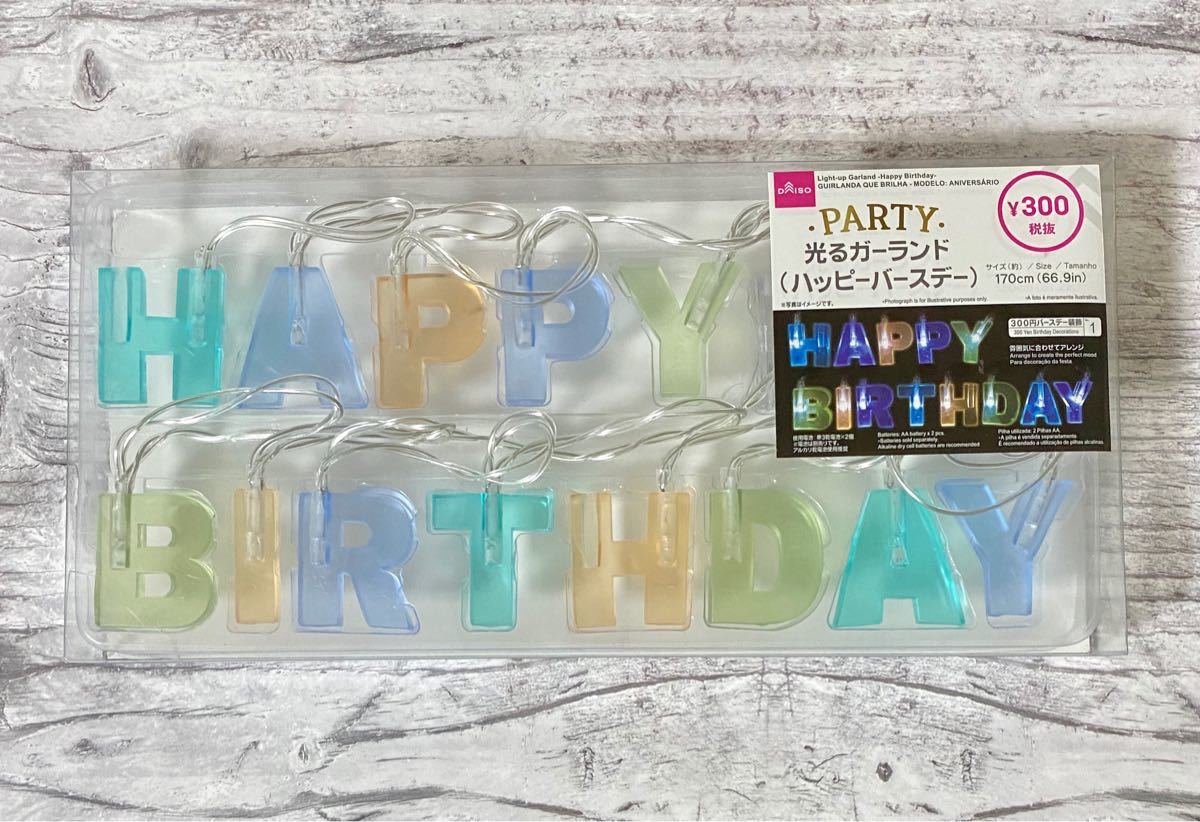 DAISO
Light-up Garland -Happy Birthday-
GUIRLANDA QUE BRILHA - MODELO: ANIVERSÁRIO
・PARTY・
光るガーランド
(ハッピーバースデー)
¥300
税抜
サイズ(約) / Size / Tamanho
170cm (66.9in)
※写真はイメージです。
•Photograph is for illustrative purposes only.
•A foto é meramente ilustrativa.
HAPPY
BIRTHDAY
300円バースデー装飾
300 Yen Birthday Decorations
1
雰囲気に合わせてアレンジ
Arrange to create the perfect mood
Para decoração da festa
使用電池:単3乾電池×2個
※電池は別売りです。
アルカリ乾電池使用推奨
Batteries: AA battery x 2 pcs.
•Batteries sold separately
Alkaline dry cell batteries are recommended
Pilha utilizada: 2 Pilhas AA.
•A pilha é vendida separadamente
É recomendado a utilização de pilhas alcalinas.
HAPPY
BIRTHDAY